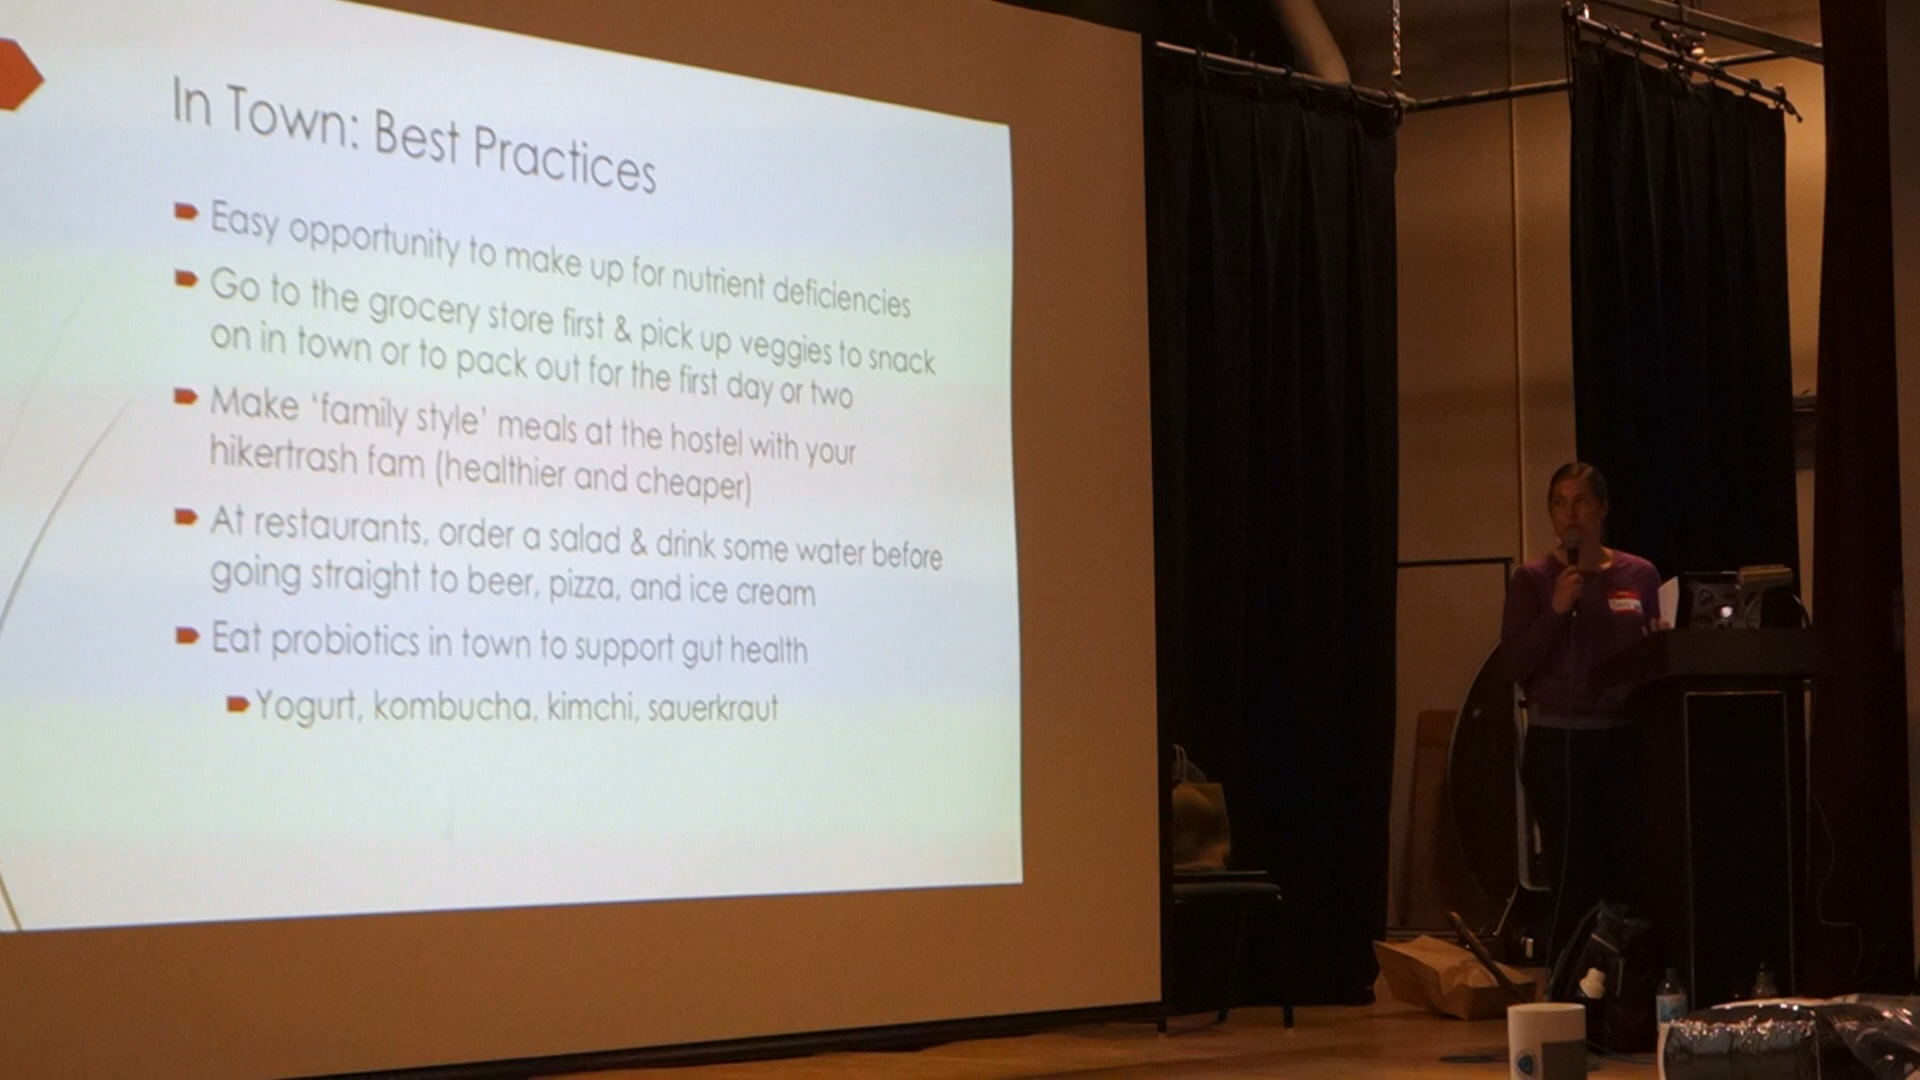 In Town: Best Practices
Easy opportunity to make up for nutrient deficiencies
Go to the grocery store first & pick up veggies to snack
on in town or to pack out for the first day or two
Make ‘family style’ meals at the hostel with your
hikertrash fam (healthier and cheaper)
At restaurants, order a salad & drink some water before
going straight to beer, pizza, and ice cream
Eat probiotics in town to support gut health
Yogurt, kombucha, kimchi, sauerkraut